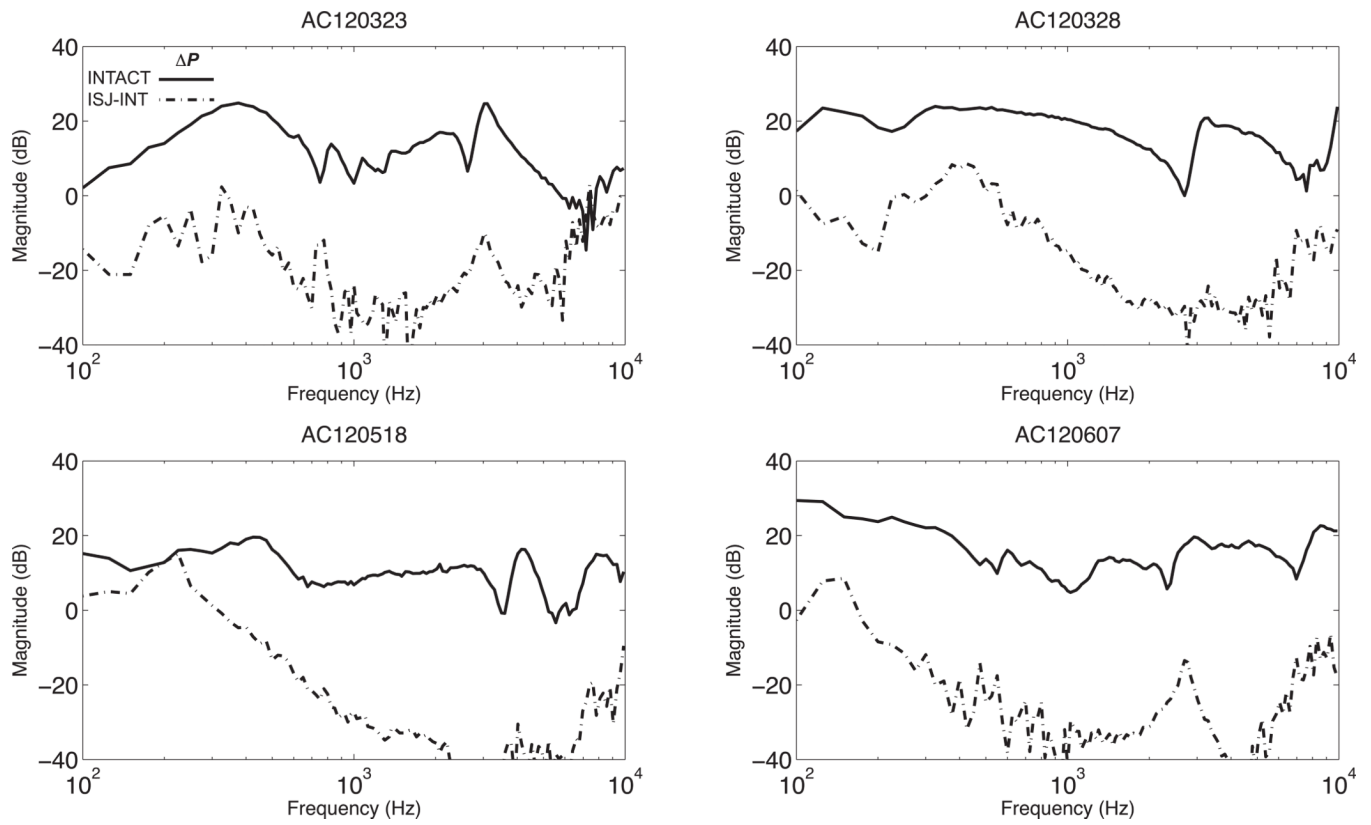 AC120323
AC120328
40
20
0
−20
−40
Magnitude (dB)
ΔP
INTACT
ISJ-INT
10²
10³
10⁴
Frequency (Hz)
40
20
0
−20
−40
Magnitude (dB)
10²
10³
10⁴
Frequency (Hz)
AC120518
AC120607
40
20
0
−20
−40
Magnitude (dB)
10²
10³
10⁴
Frequency (Hz)
40
20
0
−20
−40
Magnitude (dB)
10²
10³
10⁴
Frequency (Hz)